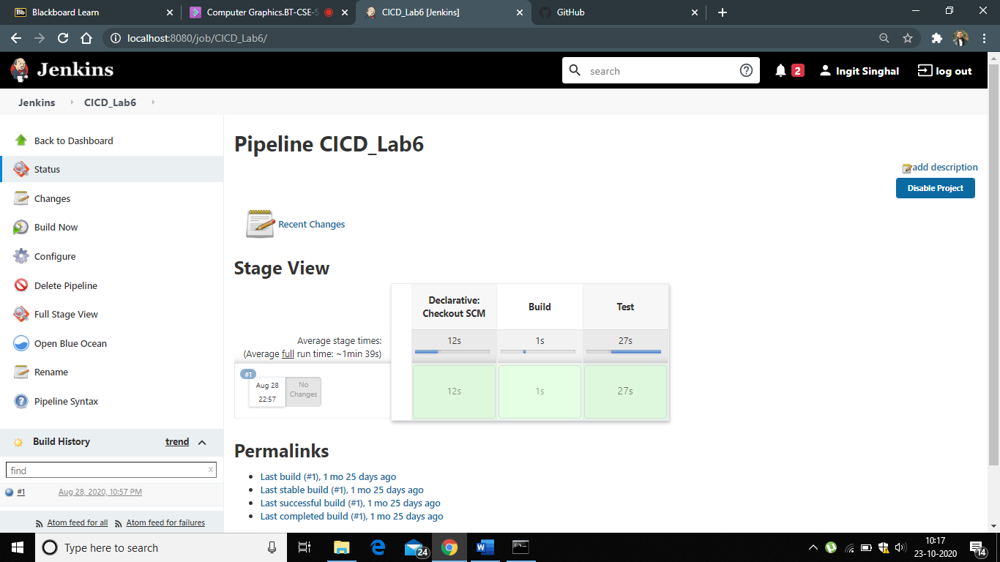 Blackboard Learn
Computer Graphics.BT-CSE-S
CICD_Lab6 [Jenkins]
GitHub
localhost:8080/job/CICD_Lab6/
Jenkins
search
2
Ingit Singhal
log out
Jenkins
CICD_Lab6
Back to Dashboard
Status
Changes
Build Now
Configure
Delete Pipeline
Full Stage View
Open Blue Ocean
Rename
Pipeline Syntax
Build History
trend
find
x
#1
Aug 28, 2020, 10:57 PM
Atom feed for all
Atom feed for failures
Pipeline CICD_Lab6
add description
Disable Project
Recent Changes
Stage View
Declarative:
Checkout SCM
Build
Test
Average stage times:
(Average full run time: ~1min 39s)
12s
1s
27s
#1
Aug 28
22:57
No
Changes
12s
1s
27s
Permalinks
Last build (#1), 1 mo 25 days ago
Last stable build (#1), 1 mo 25 days ago
Last successful build (#1), 1 mo 25 days ago
Last completed build (#1), 1 mo 25 days ago
Type here to search
24
10:17
23-10-2020
14